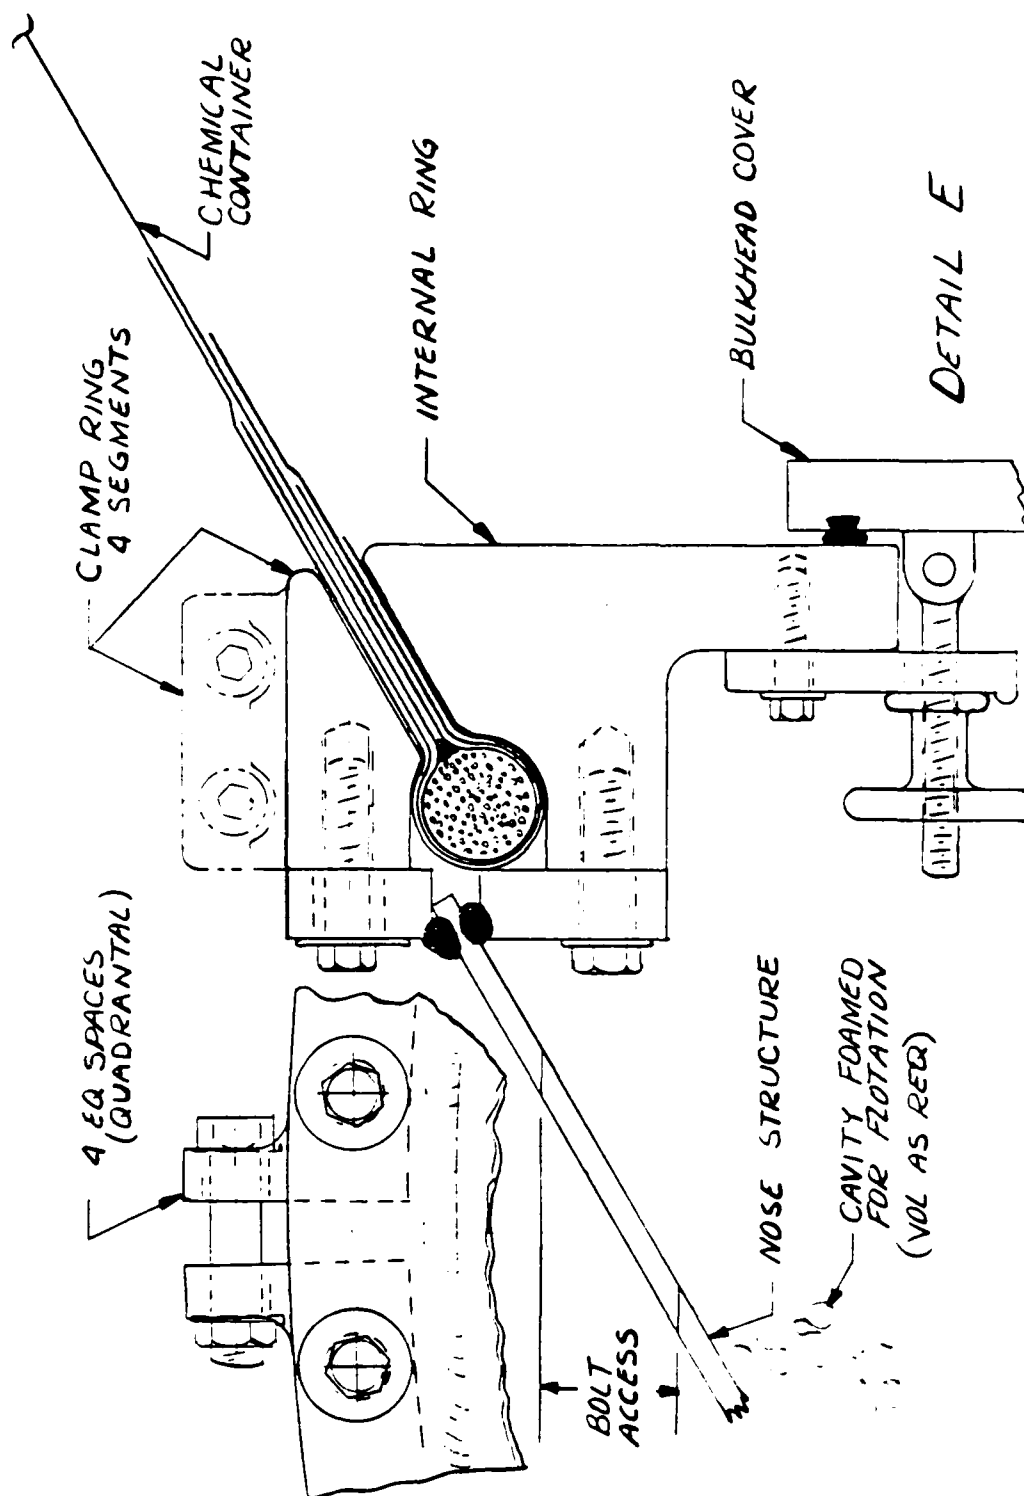 4 EQ SPACES
(QUADRANTAL)
CLAMP RING
4 SEGMENTS
CHEMICAL
CONTAINER
INTERNAL RING
BULKHEAD COVER
DETAIL E
BOLT
ACCESS
NOSE STRUCTURE
CAVITY FOAMED
FOR FLOTATION
(VOL AS REQ)